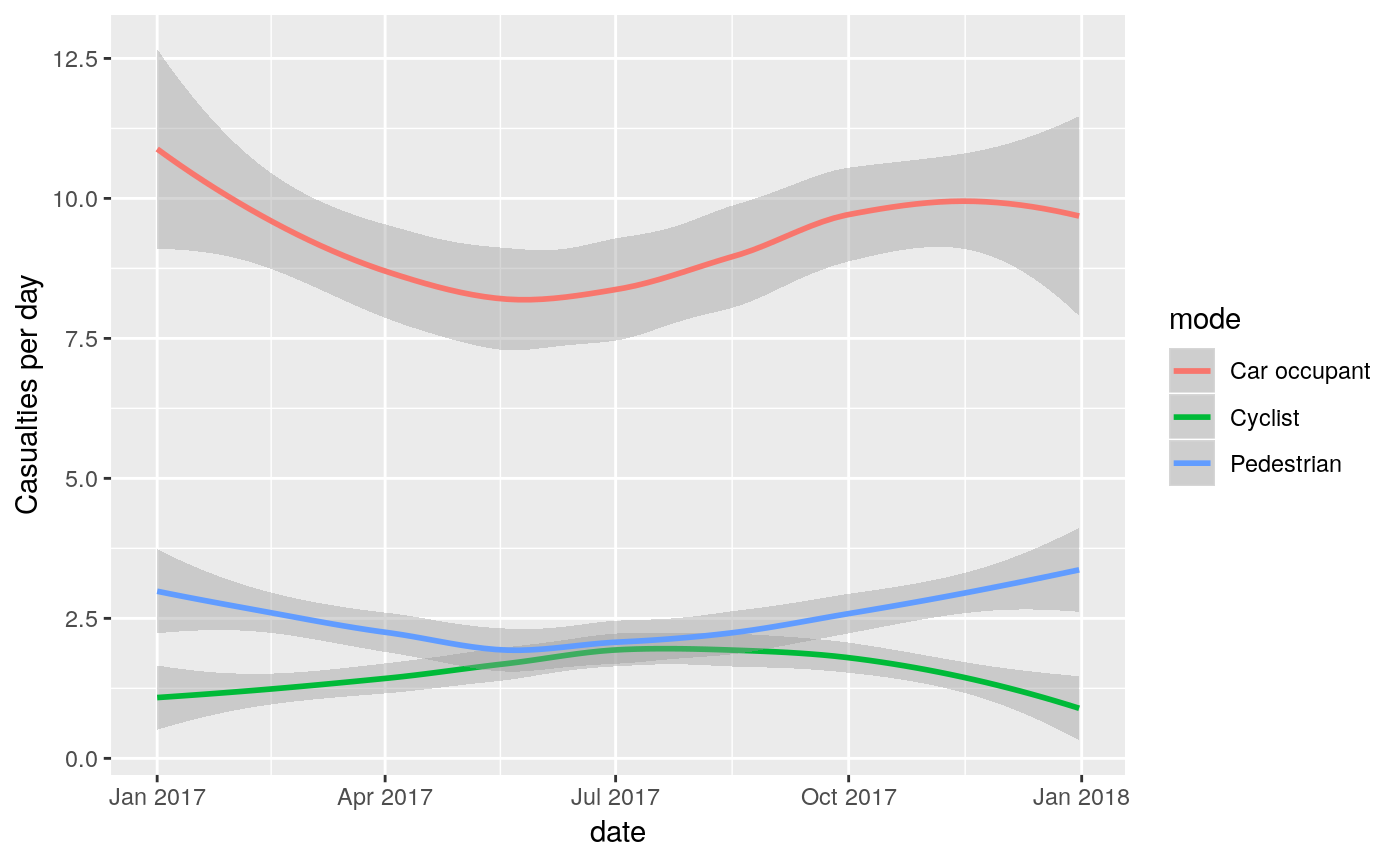 12.5
10.0
7.5
5.0
2.5
0.0
Casualties per day
Jan 2017
Apr 2017
Jul 2017
Oct 2017
Jan 2018
date
mode
Car occupant
Cyclist
Pedestrian